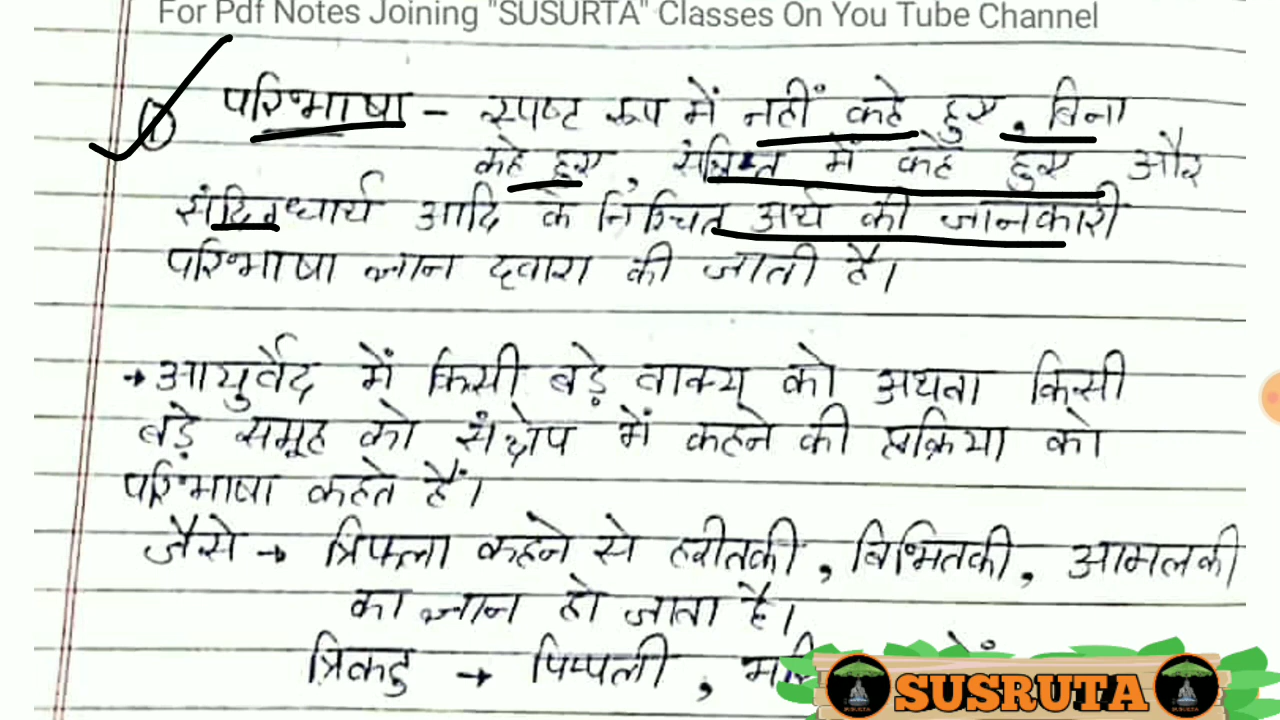 For Pdf Notes Joining "SUSURTA" Classes On You Tube Channel
① परिभाषा – स्पष्ट रूप में नहीं कहे हुए , बिना
कहे हुए , संक्षिप्त में कहे हुए और
संदिग्धार्थ आदि के निश्चित अर्थ की जानकारी
परिभाषा ज्ञान द्वारा की जाती है।
→ आयुर्वेद में किसी बड़े वाक्य को अथवा किसी
बड़े समूह को संक्षेप में कहने की प्रक्रिया को
परिभाषा कहते हैं।
जैसे → त्रिफला कहने से हरीतकी , बिभितकी , आमलकी
का ज्ञान हो जाता है।
त्रिकटु → पिप्पली ,
SUSRUTA